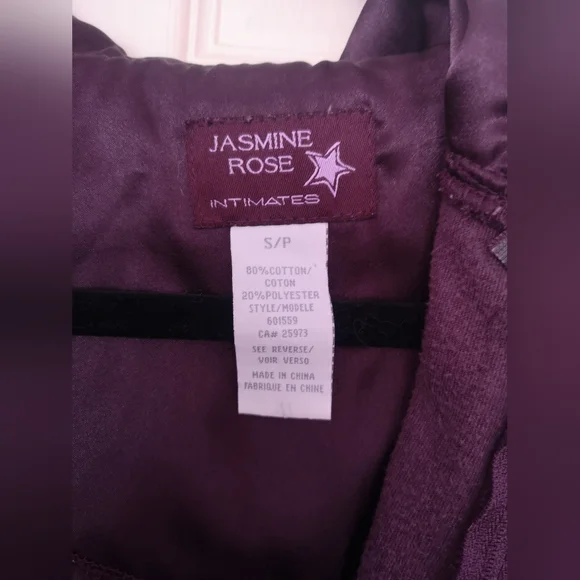 JASMINE
ROSE
INTIMATES
S/P
80%COTTON/
COTON
20%POLYESTER
STYLE/MODELE
601559
CA# 25973
SEE REVERSE/
VOIR VERSO
MADE IN CHINA
FABRIQUE EN CHINE